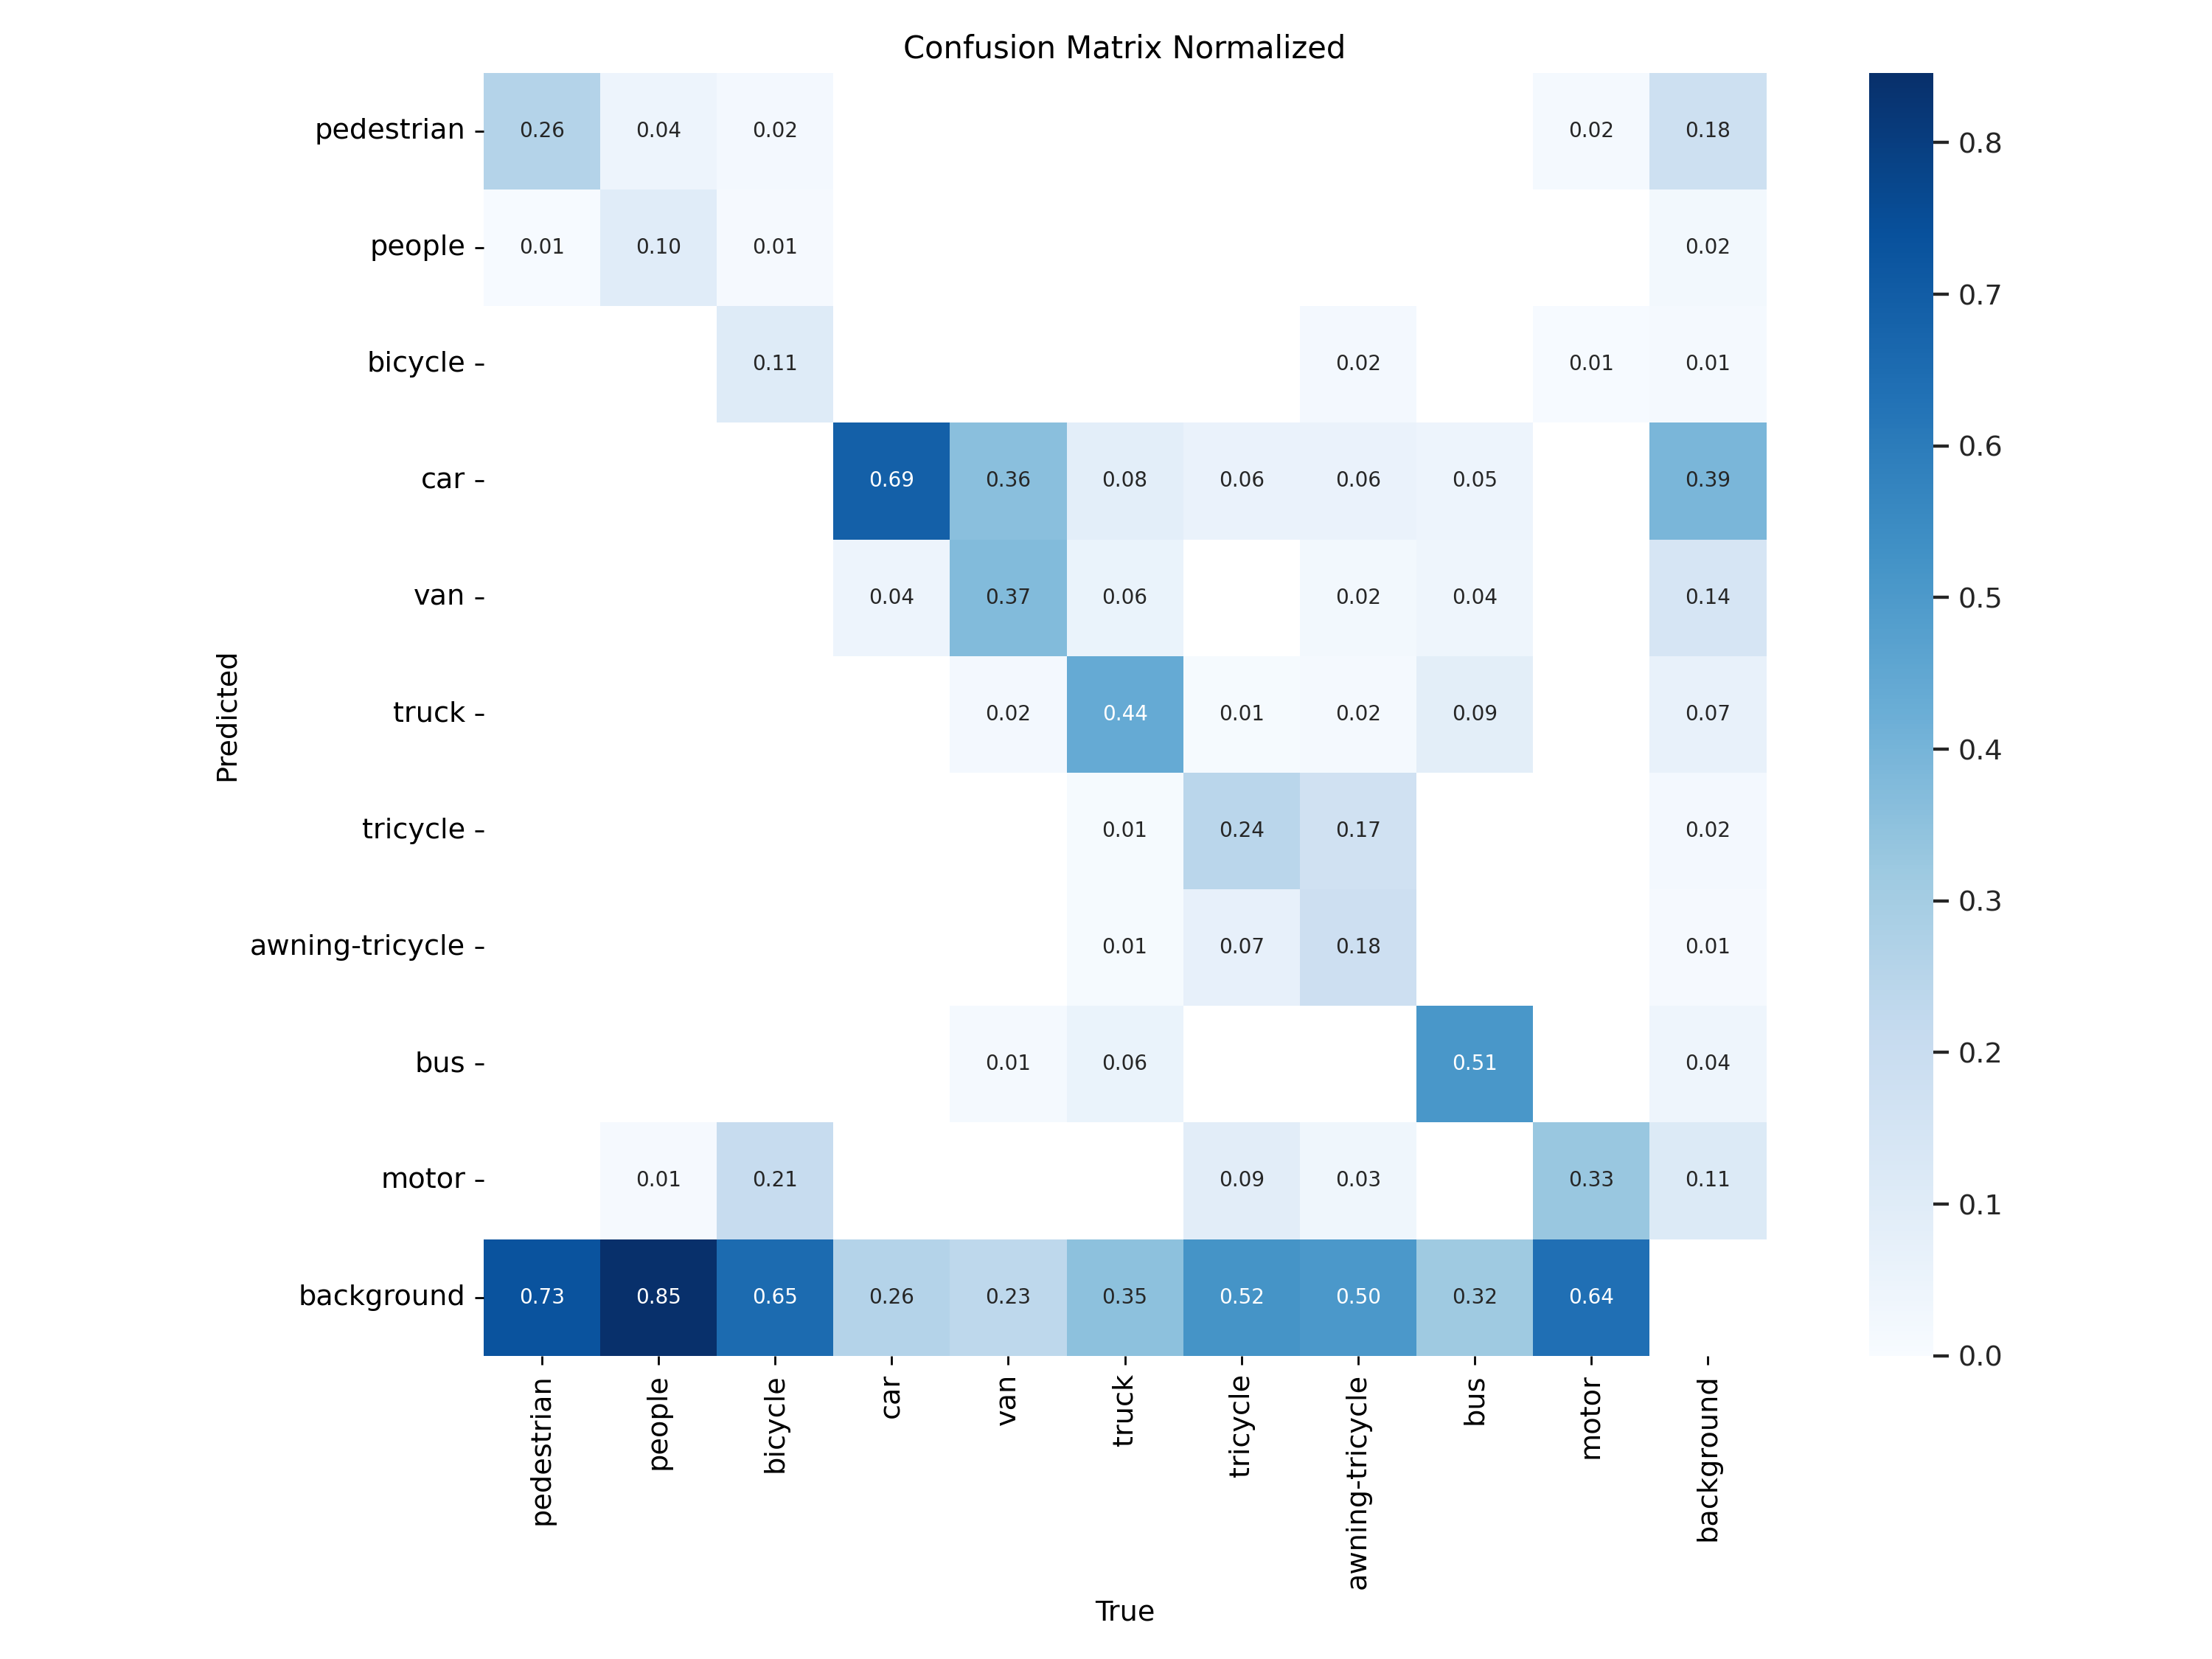 Confusion Matrix Normalized
pedestrian 0.26 0.04 0.02 0.02 0.18
people 0.01 0.10 0.01 0.02
bicycle 0.11 0.02 0.01 0.01
car 0.69 0.36 0.08 0.06 0.06 0.05 0.39
van 0.04 0.37 0.06 0.02 0.04 0.14
truck 0.02 0.44 0.01 0.02 0.09 0.07
tricycle 0.01 0.24 0.17 0.02
awning-tricycle 0.01 0.07 0.18 0.01
bus 0.01 0.06 0.51 0.04
motor 0.01 0.21 0.09 0.03 0.33 0.11
background 0.73 0.85 0.65 0.26 0.23 0.35 0.52 0.50 0.32 0.64
Predicted
pedestrian
people
bicycle
car
van
truck
tricycle
awning-tricycle
bus
motor
background
True
0.8
0.7
0.6
0.5
0.4
0.3
0.2
0.1
0.0